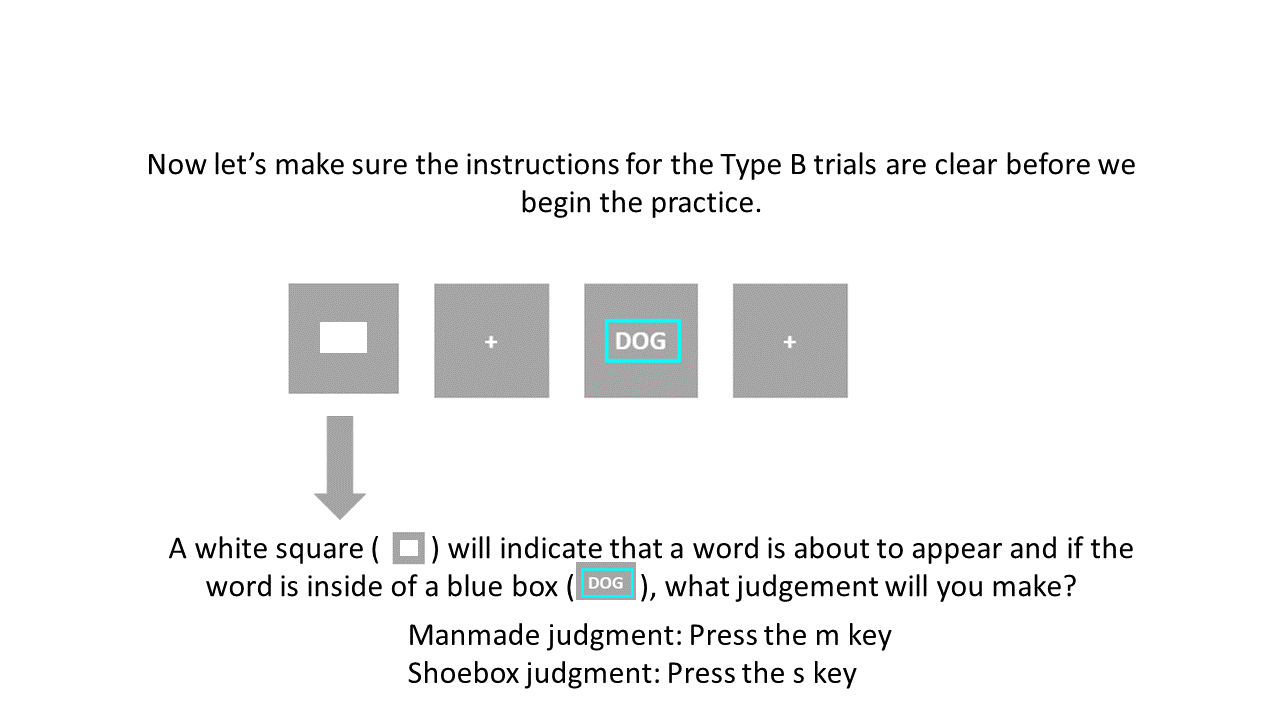 Now let’s make sure the instructions for the Type B trials are clear before we
begin the practice.
+ DOG +
A white square ( ) will indicate that a word is about to appear and if the
word is inside of a blue box ( DOG ), what judgement will you make?
Manmade judgment: Press the m key
Shoebox judgment: Press the s key